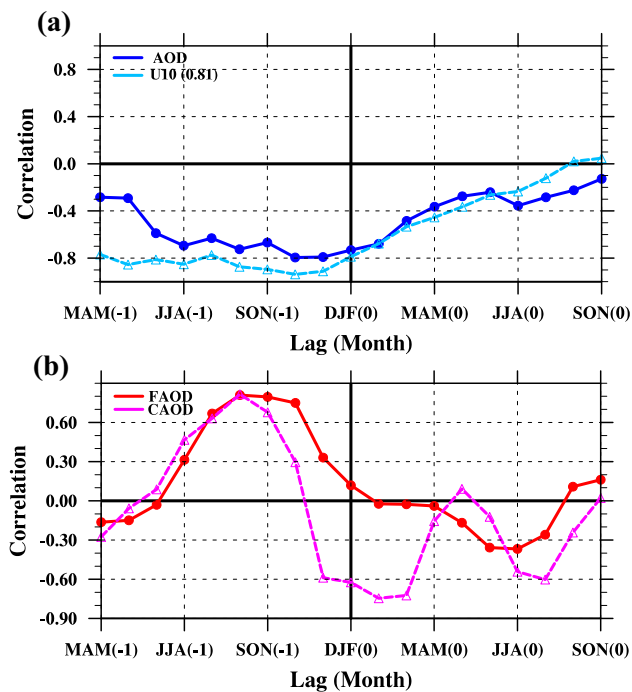 (a)
AOD
U10 (0.81)
0.8
0.4
0.0
-0.4
-0.8
Correlation
MAM(-1) JJA(-1) SON(-1) DJF(0) MAM(0) JJA(0) SON(0)
Lag (Month)
(b)
FAOD
CAOD
0.60
0.30
0.00
-0.30
-0.60
-0.90
Correlation
MAM(-1) JJA(-1) SON(-1) DJF(0) MAM(0) JJA(0) SON(0)
Lag (Month)